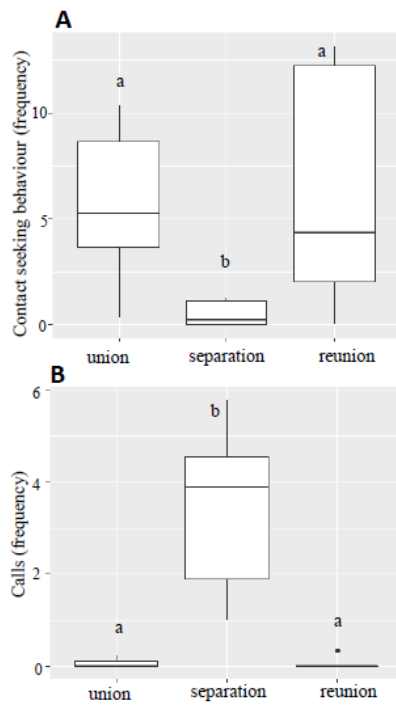 A
a
a
b
10
5
0
Contact seeking behaviour (frequency)
union separation reunion
B
b
a
a
6
4
2
0
Calls (frequency)
union separation reunion